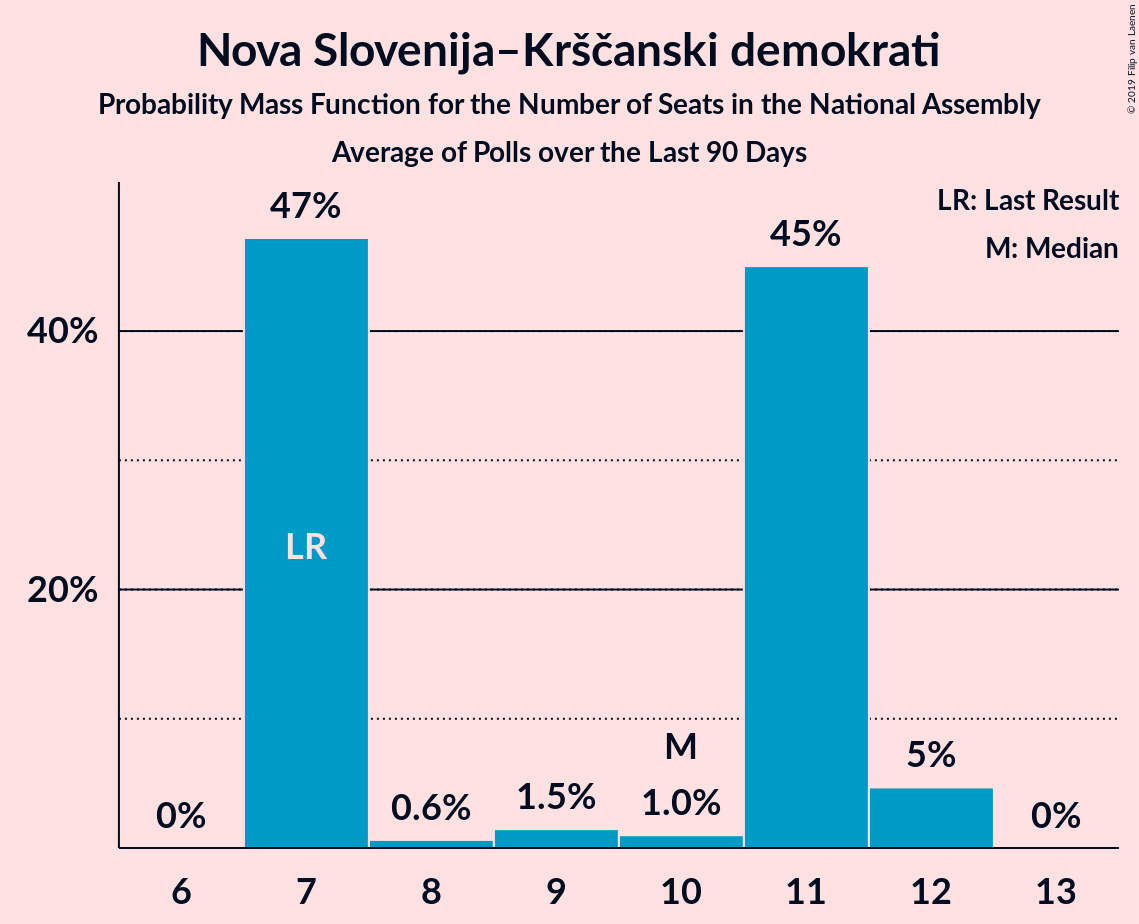 Nova Slovenija–Krščanski demokrati
Probability Mass Function for the Number of Seats in the National Assembly
Average of Polls over the Last 90 Days
© 2019 Filip van Laenen
LR: Last Result
M: Median
47%
45%
40%
LR
20%
M
5%
0%
0.6%
1.5%
1.0%
0%
6 7 8 9 10 11 12 13